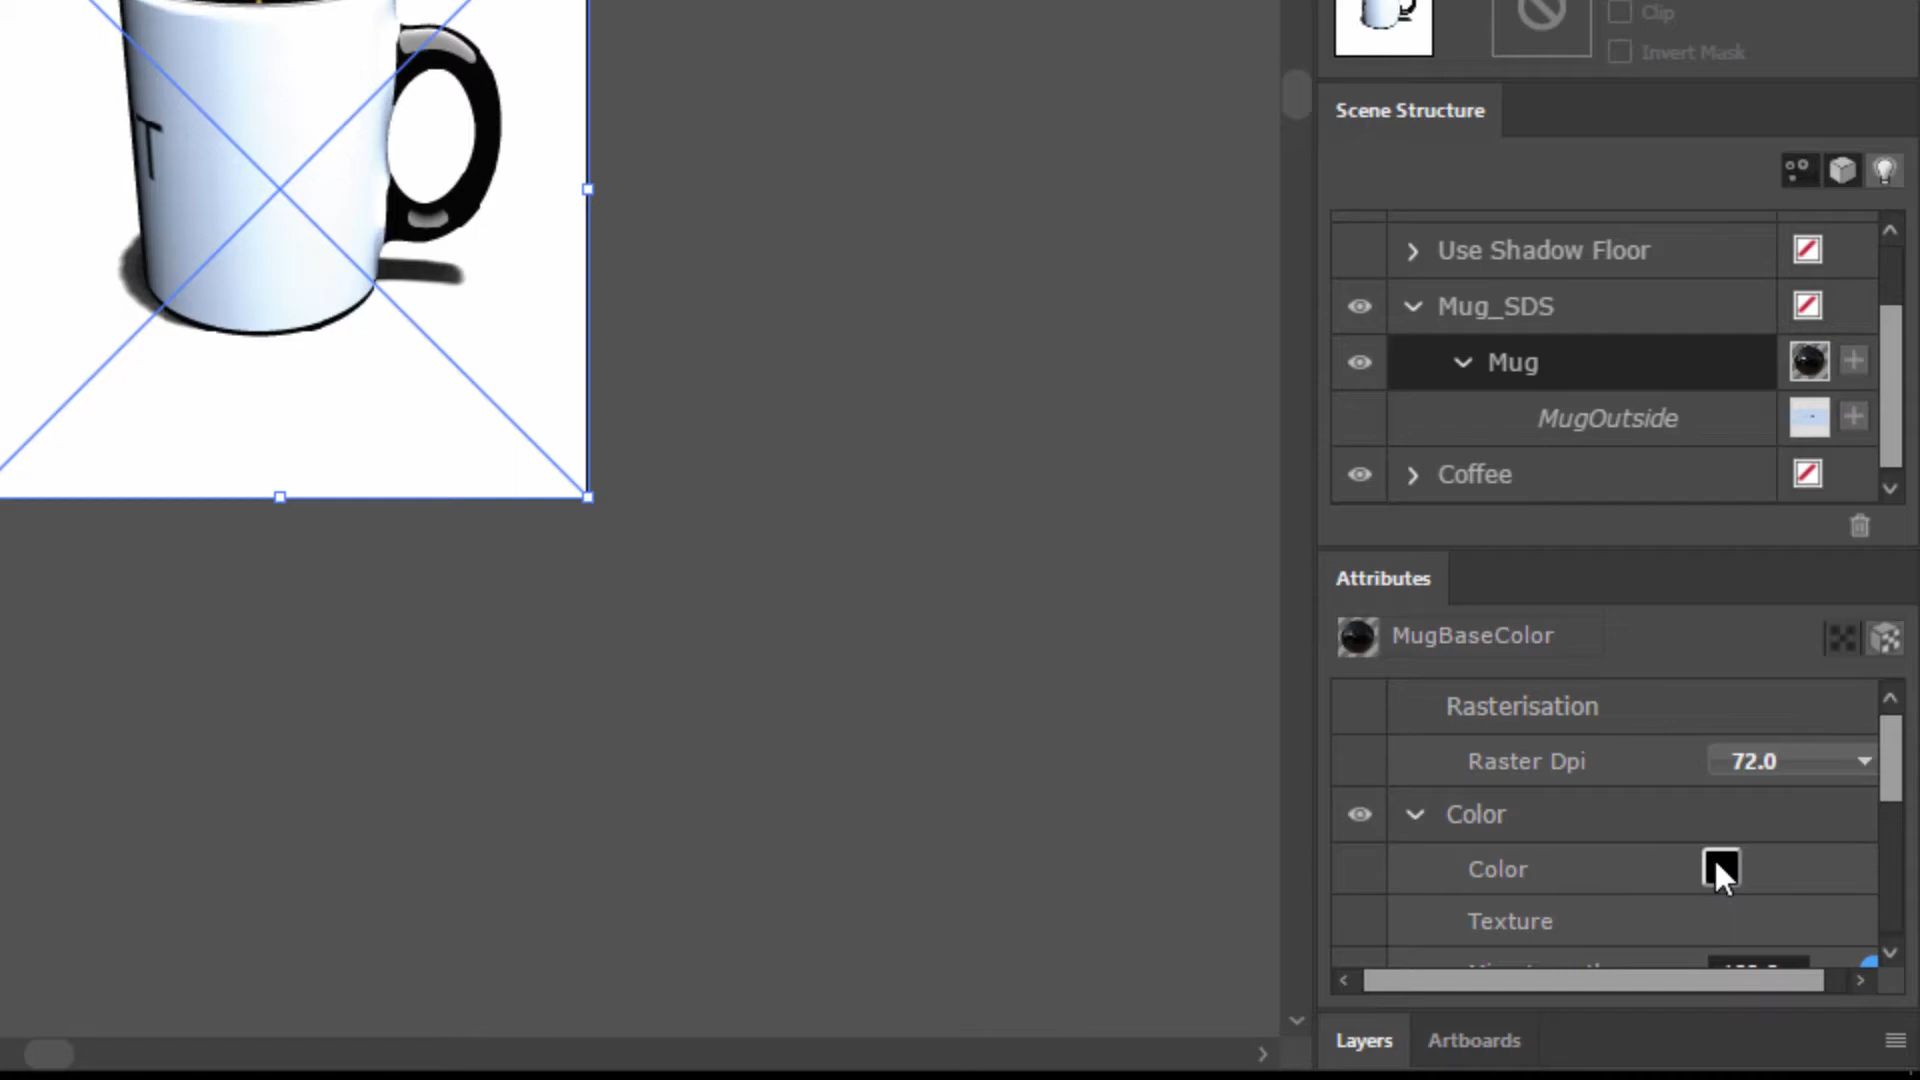 Clip
Invert Mask
Scene Structure
Use Shadow Floor
Mug_SDS
Mug
MugOutside
Coffee
Attributes
MugBaseColor
Rasterisation
Raster Dpi 72.0
Color
Color
Texture
Layers Artboards
T